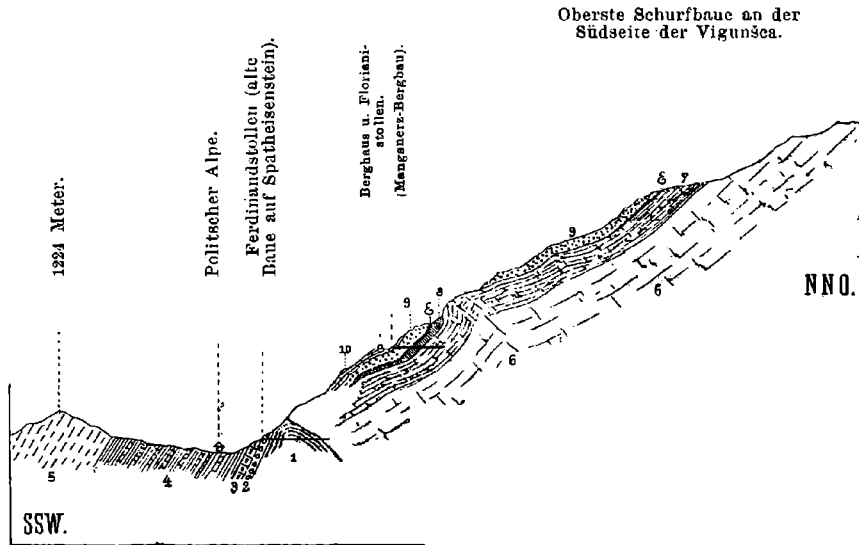 Oberste Schurfbaue an der
Südseite der Vigunšca.
1224 Meter.
Politscher Alpe.
Ferdinandstollen (alte
Baue auf Spatheisenstein).
Berghaus u. Floriani-
stollen.
(Manganerz-Bergbau).
NNO.
SSW.
ε 7
9
6
9 ε 8
10
6
5
4
3 2
1